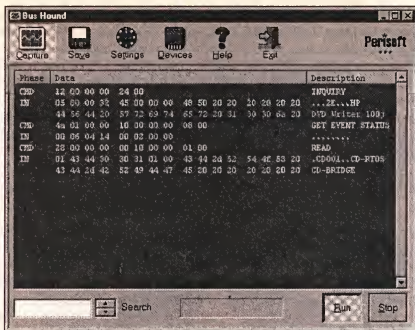 Bus Hound
Capture Save Settings Devices Help Exit Perisoft
Phase Data Description
CMD 12 00 00 00 24 00 INQUIRY
IN 05 80 00 32 45 00 00 00 48 50 20 20 20 20 20 20 ...2E...HP
44 56 44 20 57 72 69 74 65 72 20 31 30 30 6a 20 DVD Writer 100j
CMD 4a 01 00 00 10 00 00 00 08 00 GET EVENT STATUS
IN 00 06 04 14 00 02 00 00 ........
CMD 28 00 00 00 00 10 00 00 01 00 READ
IN 01 43 44 30 30 31 01 00 43 44 2d 52 54 4f 53 20 .CD001..CD-RTOS
43 44 2d 42 52 49 44 47 45 20 20 20 20 20 20 20 CD-BRIDGE
Search Run Stop